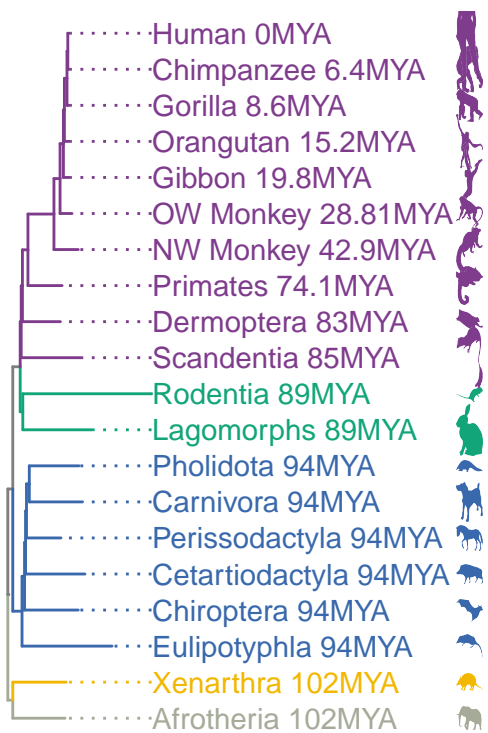 Human 0MYA
Chimpanzee 6.4MYA
Gorilla 8.6MYA
Orangutan 15.2MYA
Gibbon 19.8MYA
OW Monkey 28.81MYA
NW Monkey 42.9MYA
Primates 74.1MYA
Dermoptera 83MYA
Scandentia 85MYA
Rodentia 89MYA
Lagomorphs 89MYA
Pholidota 94MYA
Carnivora 94MYA
Perissodactyla 94MYA
Cetartiodactyla 94MYA
Chiroptera 94MYA
Eulipotyphla 94MYA
Xenarthra 102MYA
Afrotheria 102MYA